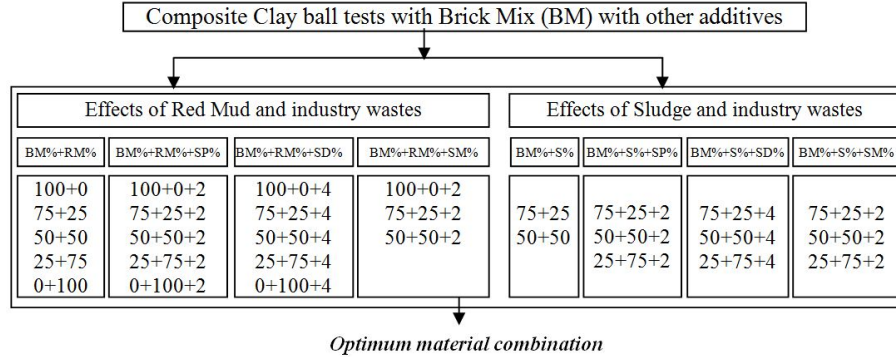 Composite Clay ball tests with Brick Mix (BM) with other additives
Effects of Red Mud and industry wastes
Effects of Sludge and industry wastes
BM%+RM%
BM%+RM%+SP%
BM%+RM%+SD%
BM%+RM%+SM%
BM%+S%
BM%+S%+SP%
BM%+S%+SD%
BM%+S%+SM%
100+0
75+25
50+50
25+75
0+100
100+0+2
75+25+2
50+50+2
25+75+2
0+100+2
100+0+4
75+25+4
50+50+4
25+75+4
0+100+4
100+0+2
75+25+2
50+50+2
75+25
50+50
75+25+2
50+50+2
25+75+2
75+25+4
50+50+4
25+75+4
75+25+2
50+50+2
25+75+2
Optimum material combination